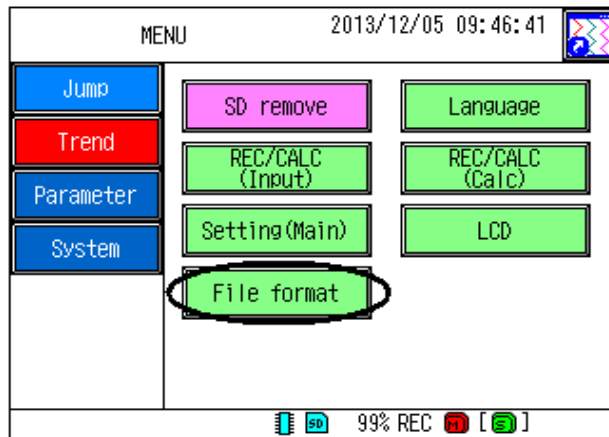 MENU
2013/12/05 09:46:41
Jump
Trend
Parameter
System
SD remove
Language
REC/CALC
(Input)
REC/CALC
(Calc)
Setting(Main)
LCD
File format
SD 99% REC M [S]